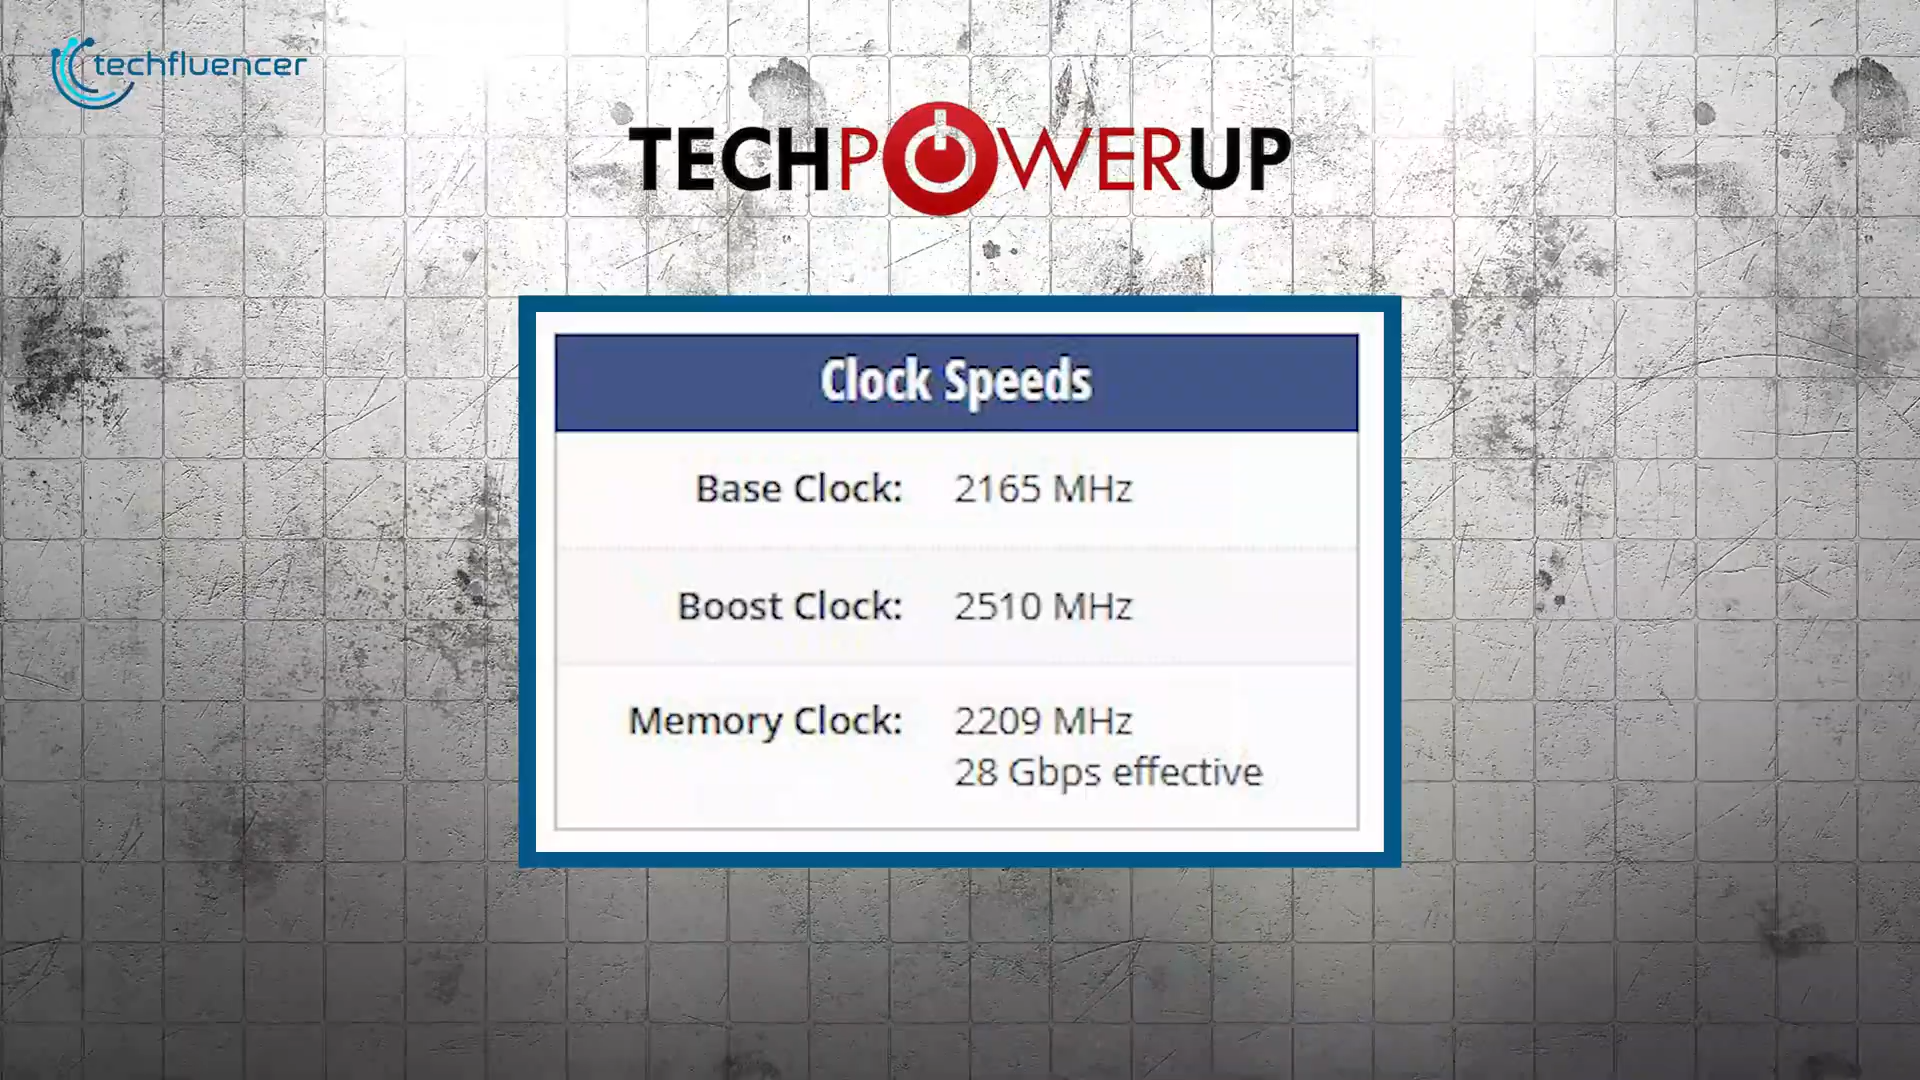 techfluencer
TECHPOWERUP
Clock Speeds
Base Clock: 2165 MHz
Boost Clock: 2510 MHz
Memory Clock: 2209 MHz
28 Gbps effective